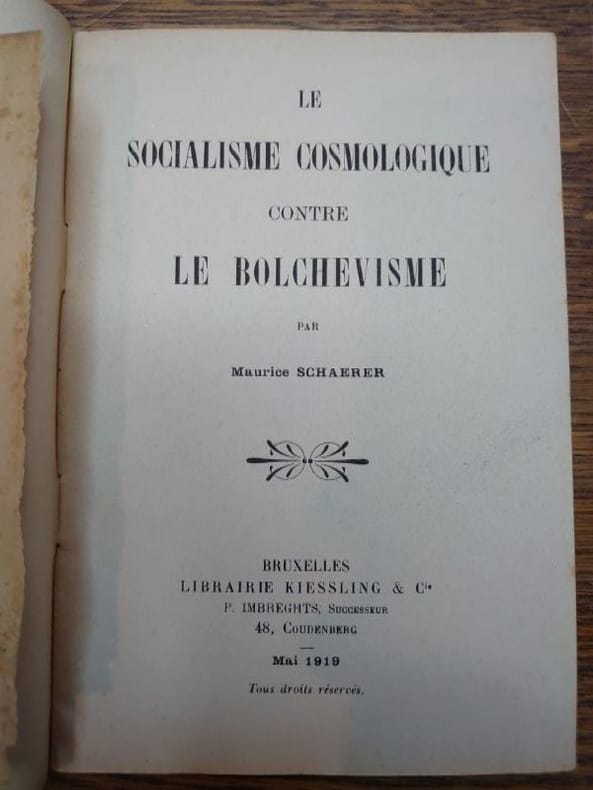 LE
SOCIALISME COSMOLOGIQUE
CONTRE
LE BOLCHEVISME
PAR
Maurice SCHAERER
BRUXELLES
LIBRAIRIE KIESSLING & Cie
P. IMBREGHTS, Successeur
48, Coudenberg
Mai 1919
Tous droits réservés.